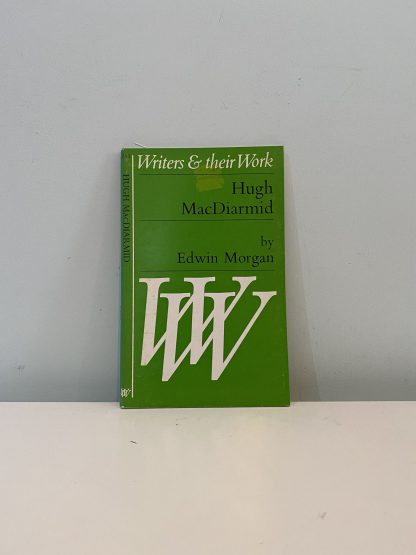 Writers & their Work
Hugh
MacDiarmid
by
Edwin Morgan
WW
HUGH MACDIARMID
W